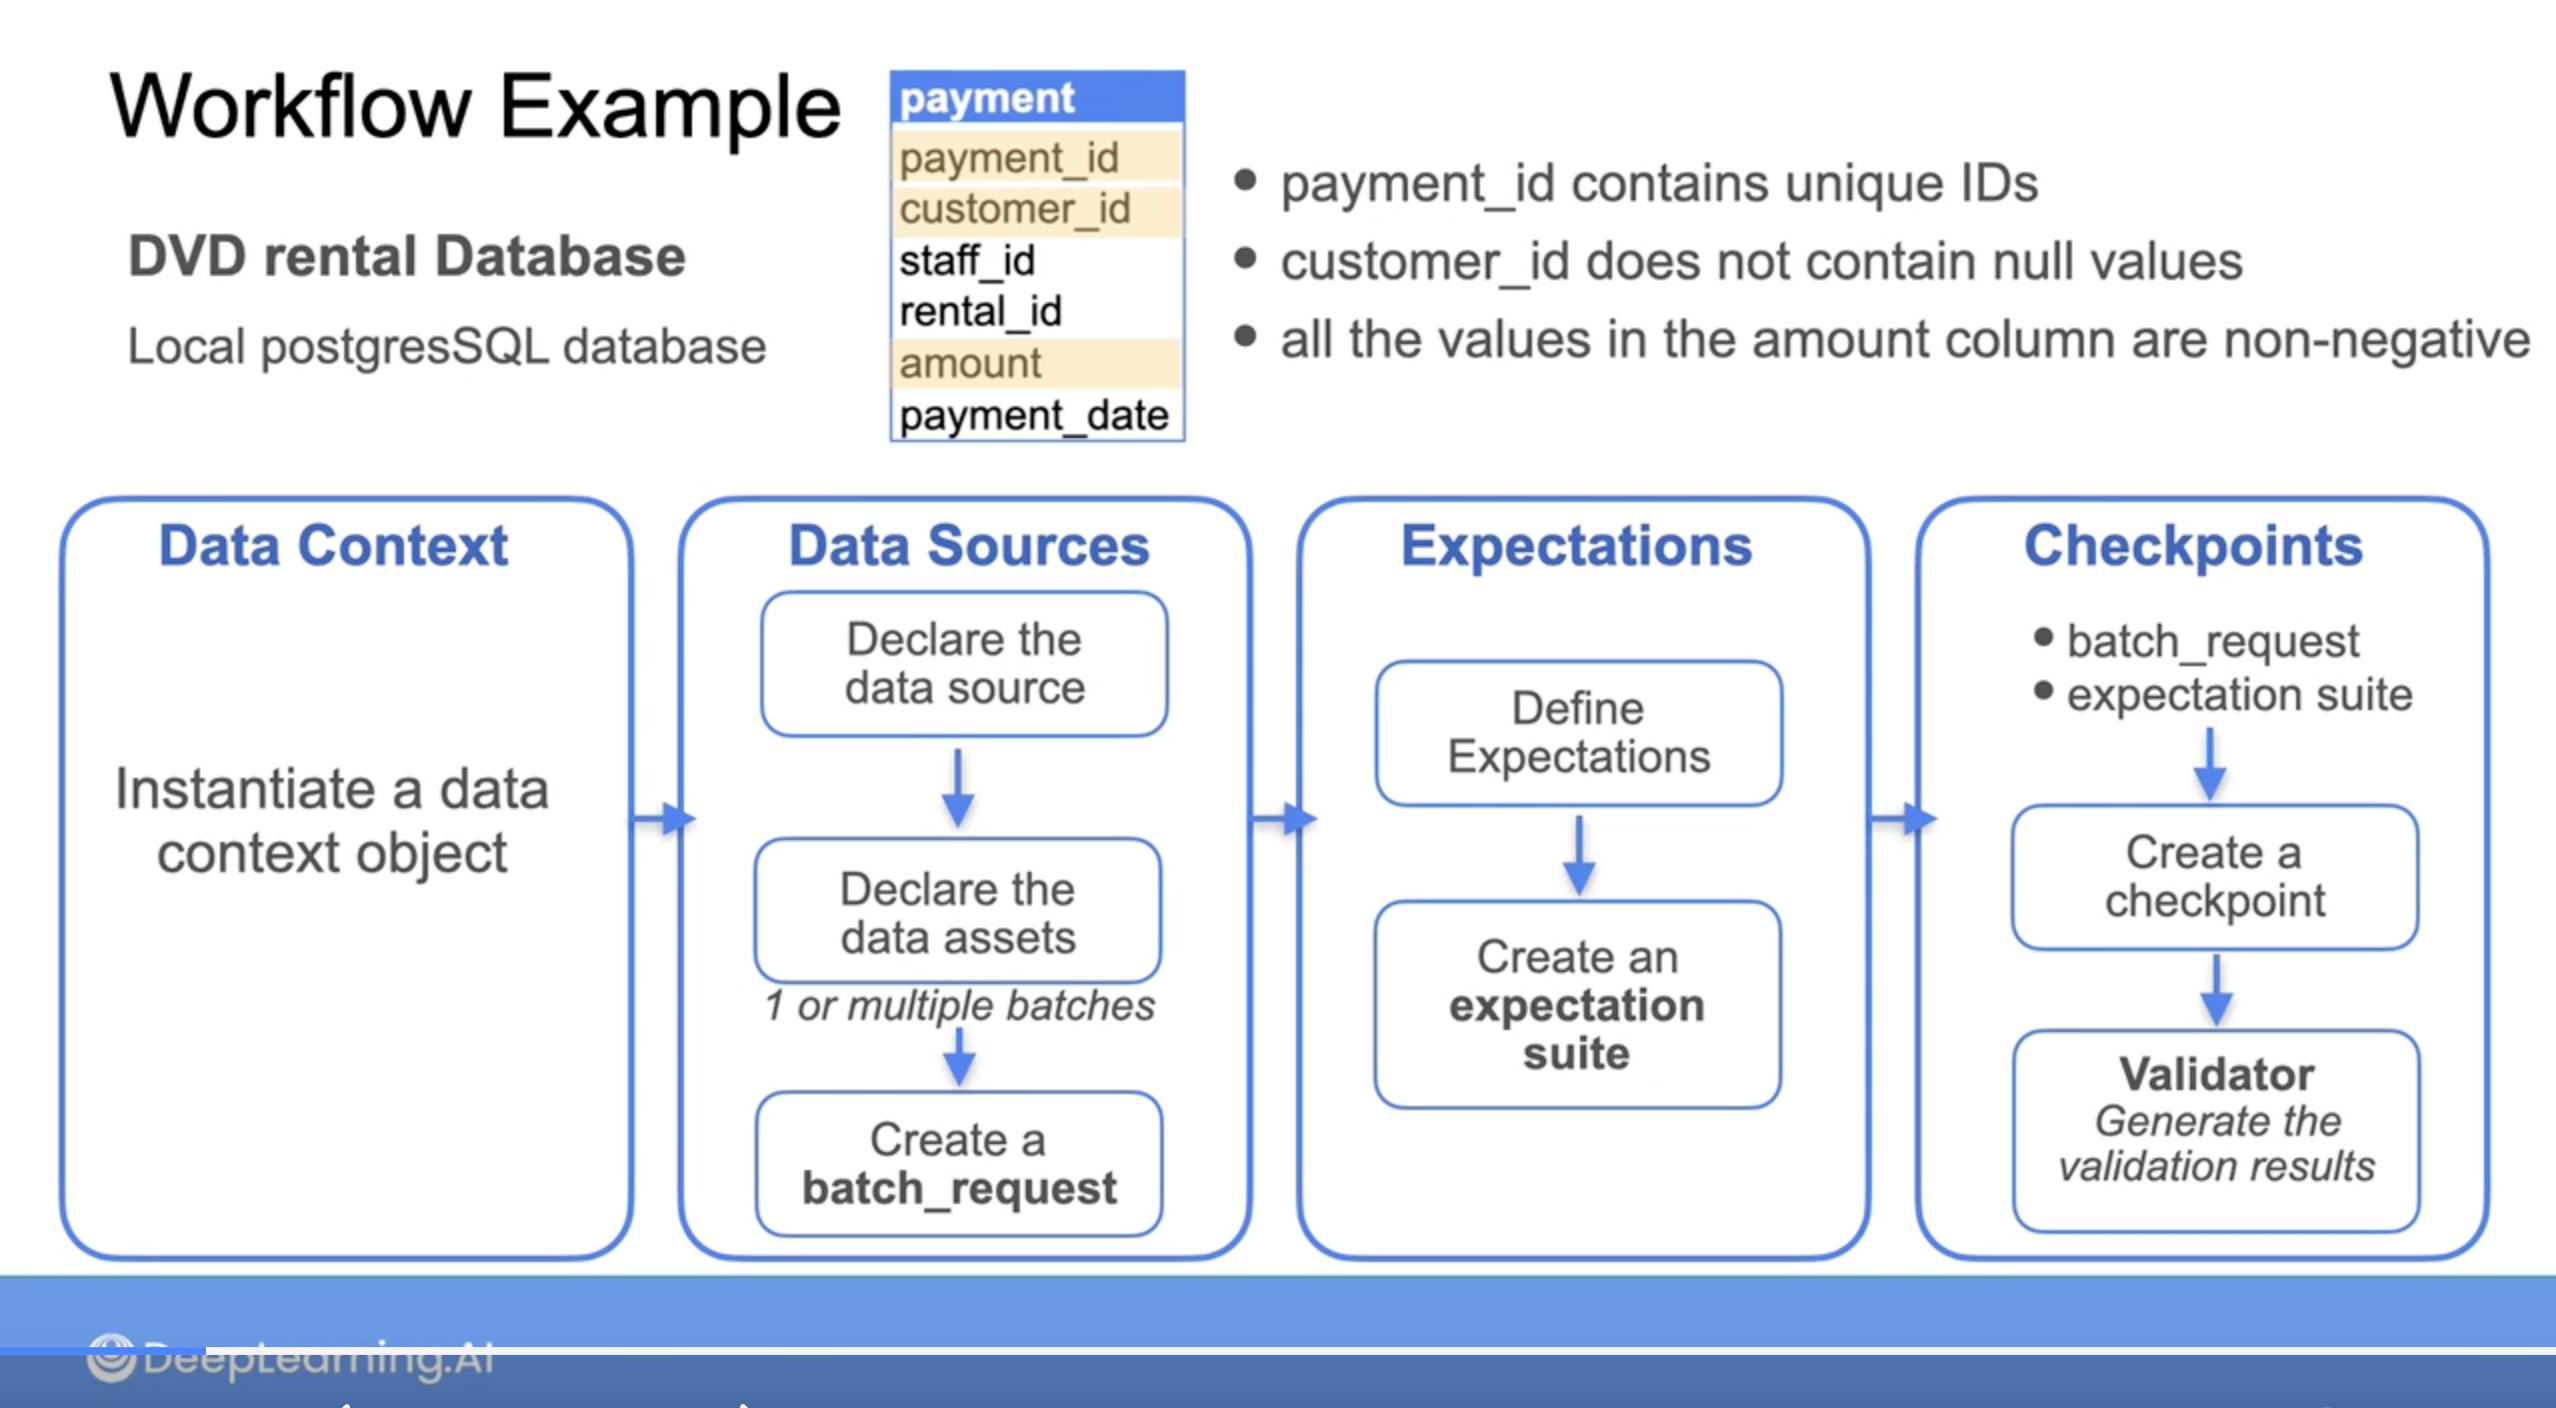 Workflow Example
DVD rental Database
Local postgresSQL database
payment
payment_id
customer_id
staff_id
rental_id
amount
payment_date
• payment_id contains unique IDs
• customer_id does not contain null values
• all the values in the amount column are non-negative
Data Context
Instantiate a data
context object
Data Sources
Declare the
data source
Declare the
data assets
1 or multiple batches
Create a
batch_request
Expectations
Define
Expectations
Create an
expectation
suite
Checkpoints
• batch_request
• expectation suite
Create a
checkpoint
Validator
Generate the
validation results
DeepLearning.AI